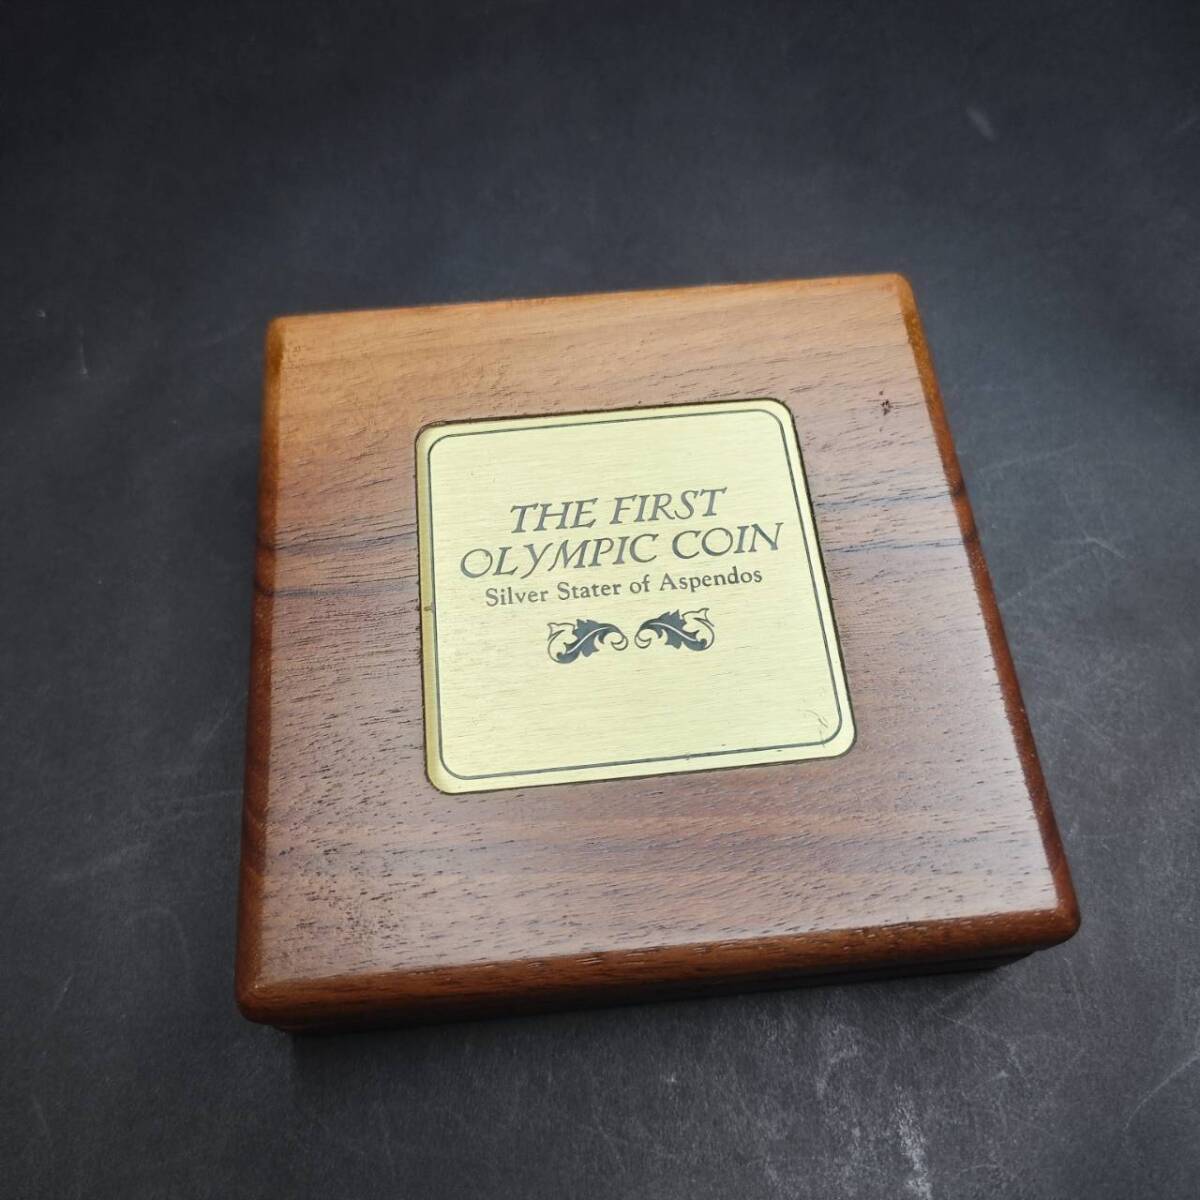 THE FIRST
OLYMPIC COIN
Silver Stater of Aspendos